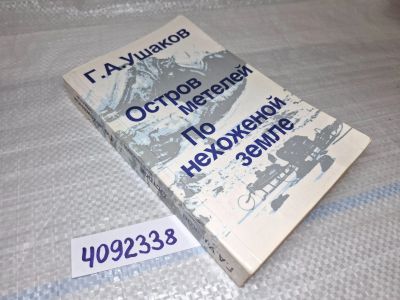 Г.А.Ушаков
Остров
метелей
По
нехоженой
земле
4092338